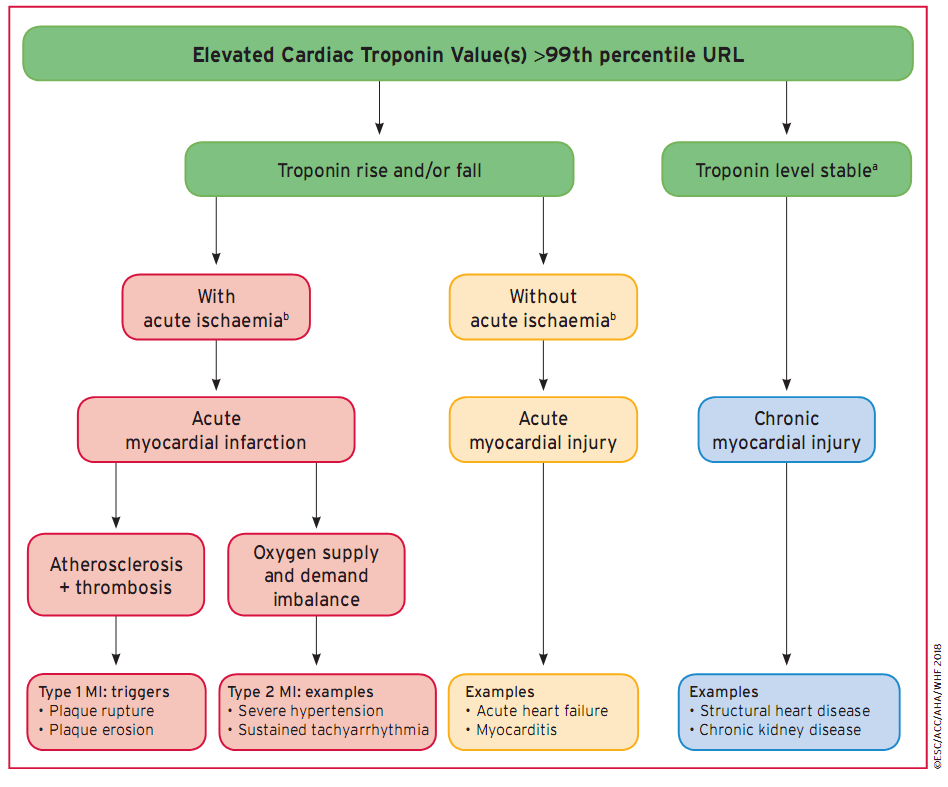 Elevated Cardiac Troponin Value(s) >99th percentile URL
Troponin rise and/or fall
Troponin level stableᵃ
With
acute ischaemiaᵇ
Without
acute ischaemiaᵇ
Acute
myocardial infarction
Acute
myocardial injury
Chronic
myocardial injury
Atherosclerosis
+ thrombosis
Oxygen supply
and demand
imbalance
Type 1 MI: triggers
• Plaque rupture
• Plaque erosion
Type 2 MI: examples
• Severe hypertension
• Sustained tachyarrhythmia
Examples
• Acute heart failure
• Myocarditis
Examples
• Structural heart disease
• Chronic kidney disease
©ESC/ACC/AHA/WHF 2018